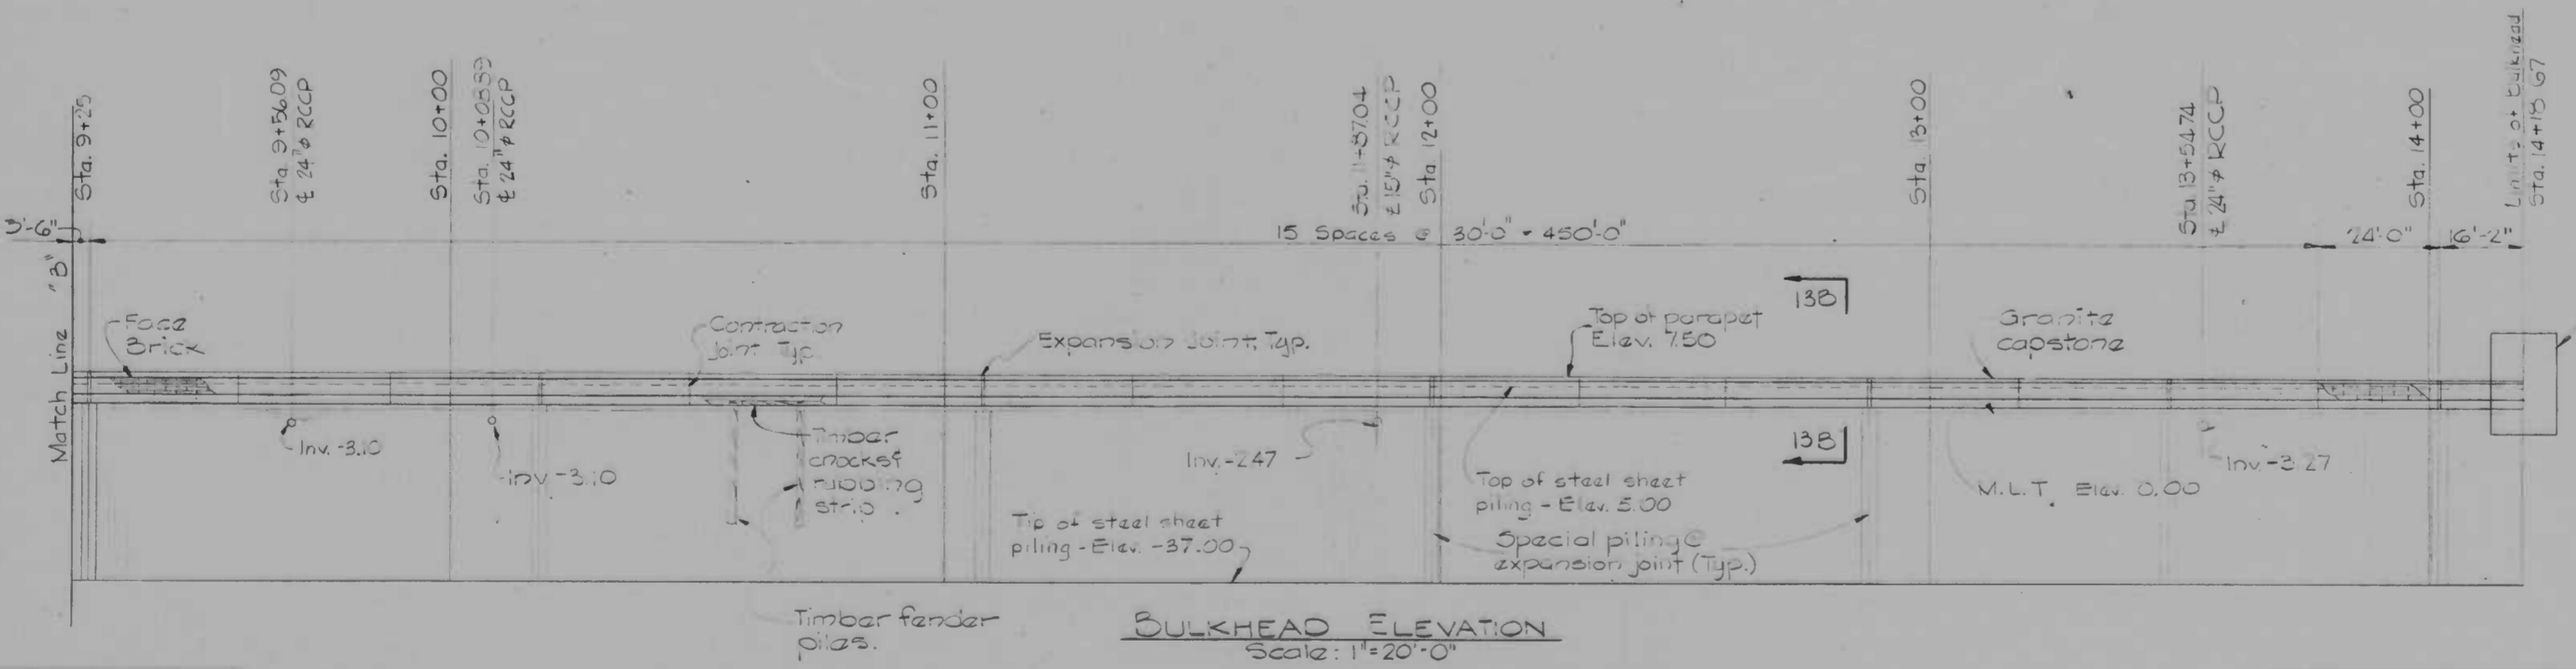 Sta. 9+25
Sta. 9+56.09
℄ 24"ϕ RCCP
Sta. 10+00
Sta. 10+08.89
℄ 24"ϕ RCCP
Sta. 11+00
Sta. 11+87.04
℄ 15"ϕ RCCP
Sta. 12+00
Sta. 13+00
Sta. 13+54.74
℄ 24"ϕ RCCP
Sta. 14+00
Limits of bulkhead
Sta. 14+18.67
3'-6"
15 Spaces @ 30'-0" = 450'-0"
24'-0"
16'-2"
Match Line "B"
Face
Brick
Contraction
Joint Typ.
Expansion Joint, Typ.
Top of parapet
Elev. 7.50
13B
Granite
capstone
Inv. -3.10
Inv. -3.10
Timber
chocks &
rubbing
strip
Inv. -2.47
13B
Top of steel sheet
piling - Elev. 5.00
M.L.T. Elev. 0.00
Inv. -3.27
Tip of steel sheet
piling - Elev. -37.00
Special piling @
expansion joint (Typ.)
Timber fender
piles.
BULKHEAD ELEVATION
Scale: 1"=20'-0"